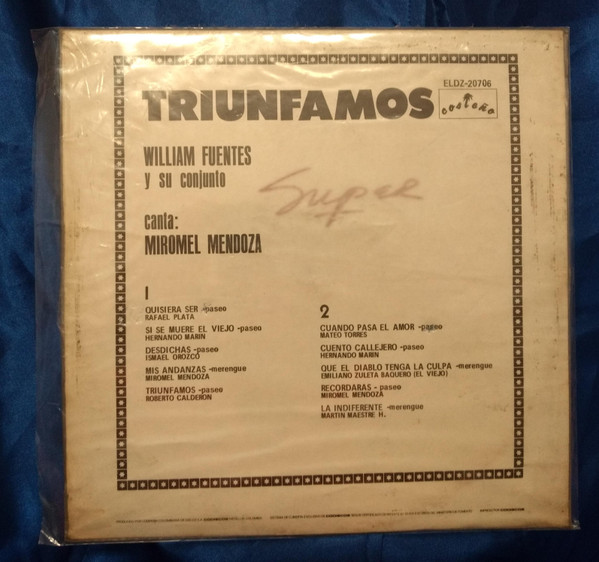 ELDZ-20706
TRIUNFAMOS
costeño
WILLIAM FUENTES
y su conjunto
Super
canta:
MIROMEL MENDOZA
1
QUISIERA SER -paseo
RAFAEL PLATA
SI SE MUERE EL VIEJO -paseo
HERNANDO MARIN
DESDICHAS -paseo
ISMAEL OROZCO
MIS ANDANZAS -merengue
MIROMEL MENDOZA
TRIUNFAMOS -paseo
ROBERTO CALDERON
2
CUANDO PASA EL AMOR -paseo
MATEO TORRES
CUENTO CALLEJERO -paseo
HERNANDO MARIN
QUE EL DIABLO TENGA LA CULPA -merengue
EMILIANO ZULETA BAQUERO (EL VIEJO)
RECORDARAS - paseo
MIROMEL MENDOZA
LA INDIFERENTE -merengue
MARTIN MAESTRE H.